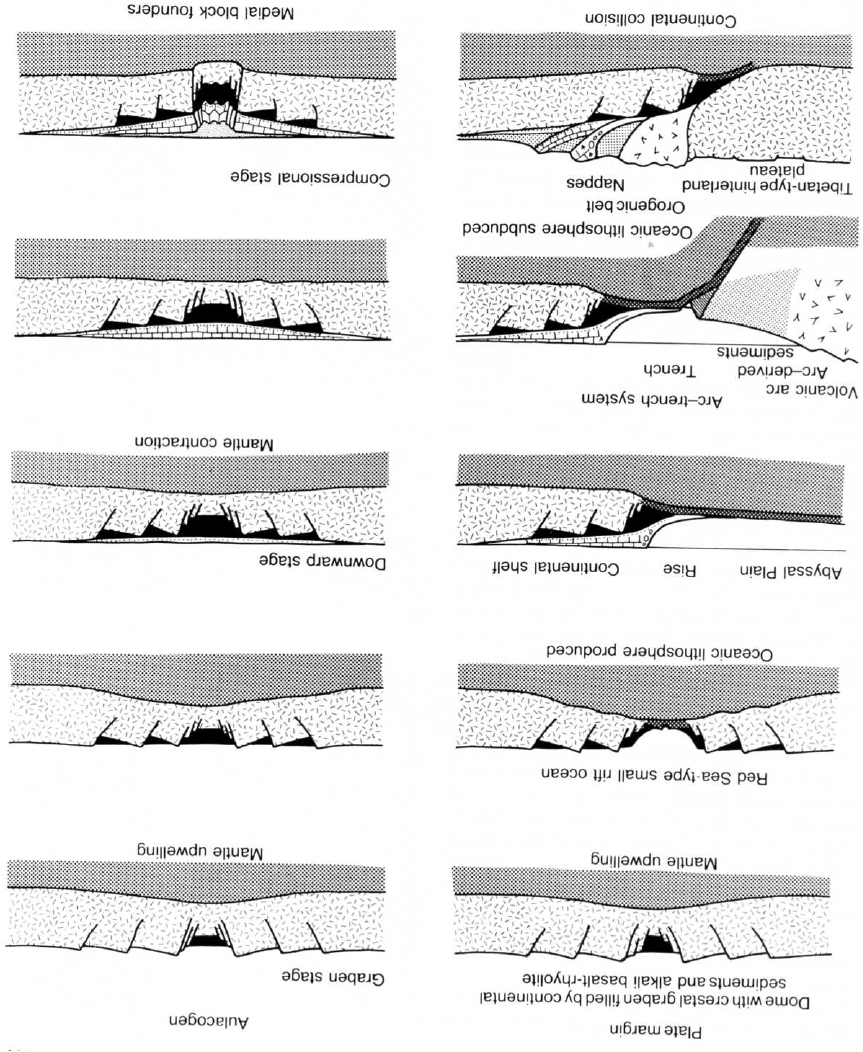 Plate margin
Dome with crestal graben filled by continental
sediments and alkali basalt-rhyolite
Mantle upwelling
Red Sea-type small rift ocean
Oceanic lithosphere produced
Abyssal Plain
Rise
Continental shelf
Arc–trench system
Volcanic arc
Arc–derived
sediments
Trench
Oceanic lithosphere subduced
Orogenic belt
Tibetan-type hinterland
plateau
Nappes
Continental collision
Aulacogen
Graben stage
Mantle upwelling
Downwarp stage
Mantle contraction
Compressional stage
Medial block founders